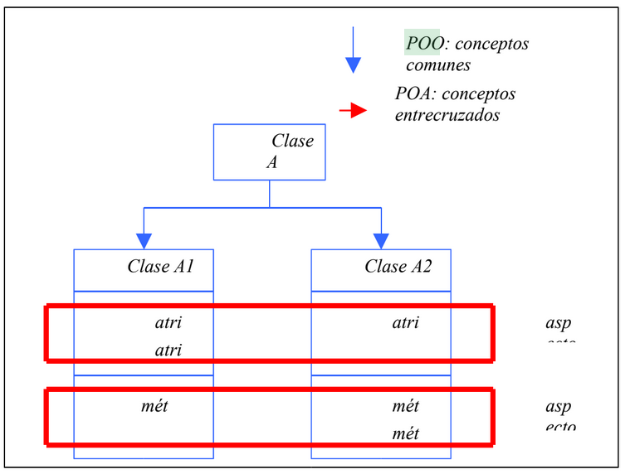 POO: conceptos
comunes
POA: conceptos
entrecruzados
Clase
A
Clase A1
Clase A2
atri
atri
atri
asp
mét
mét
mét
asp
ecto